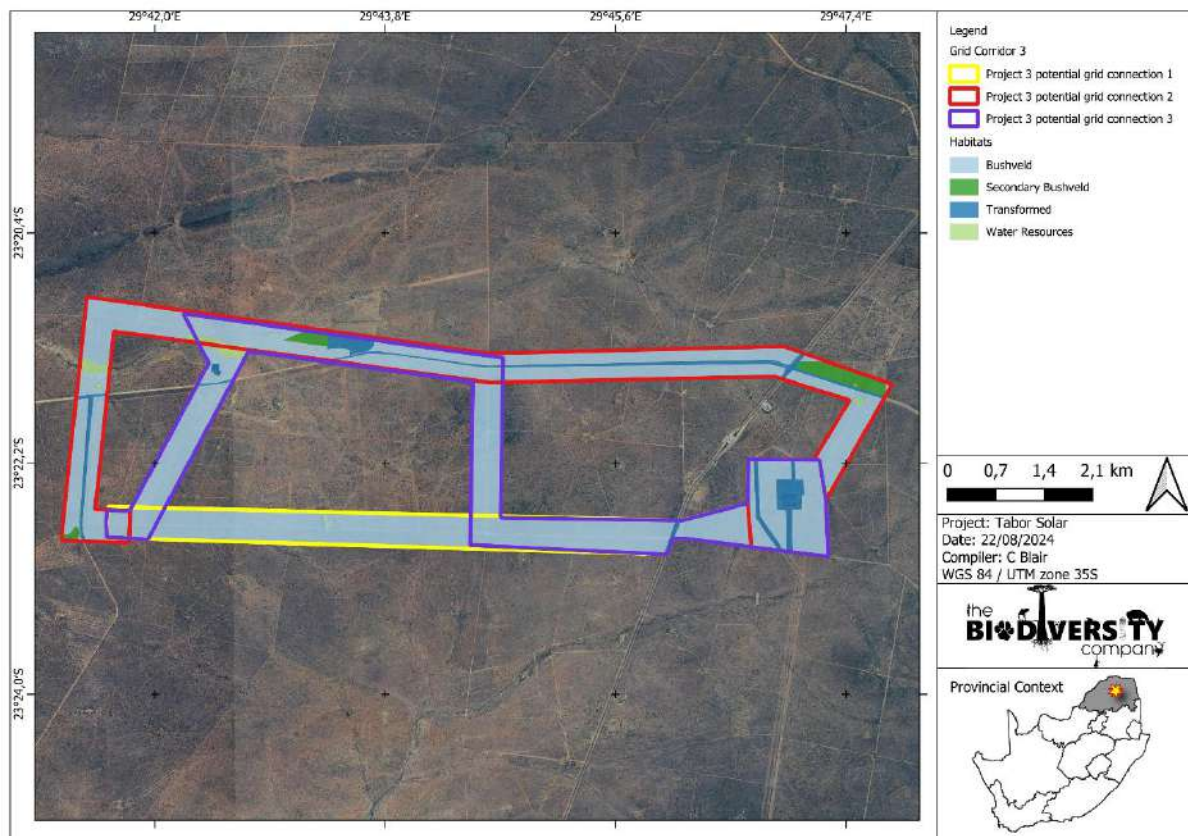 29°42,0'E 29°43,8'E 29°45,6'E 29°47,4'E
23°20,4'S
23°22,2'S
23°24,0'S
Legend
Grid Corridor 3
Project 3 potential grid connection 1
Project 3 potential grid connection 2
Project 3 potential grid connection 3
Habitats
Bushveld
Secondary Bushveld
Transformed
Water Resources
0 0,7 1,4 2,1 km
Project: Tabor Solar
Date: 22/08/2024
Compiler: C Blair
WGS 84 / UTM zone 35S
the
BIODIVERSITY
company
Provincial Context